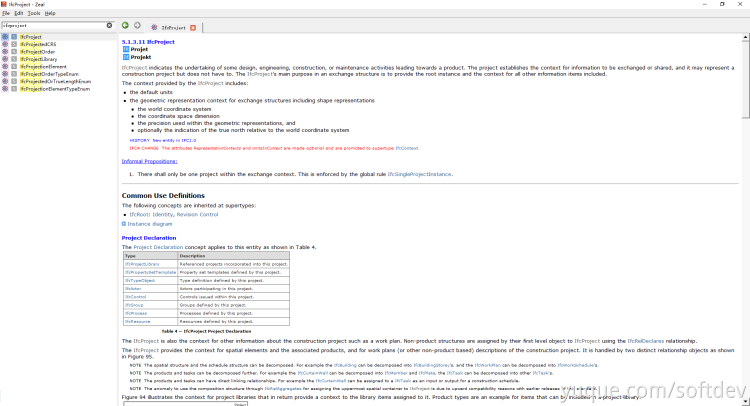 IfcProject - Zeal
File Edit Tools Help
ifcproject
IfcProject
IfcProject
IfcProjectedCRS
IfcProjectOrder
IfcProjectLibrary
IfcProjectionElement
IfcProjectOrderTypeEnum
IfcProjectedOrTrueLengthEnum
IfcProjectionElementTypeEnum
5.1.3.11 IfcProject
Projet
Projekt
IfcProject indicates the undertaking of some design, engineering, construction, or maintenance activities leading towards a product. The project establishes the context for information to be exchanged or shared, and it may represent a
construction project but does not have to. The IfcProject's main purpose in an exchange structure is to provide the root instance and the context for all other information items included.
The context provided by the IfcProject includes:
the default units
the geometric representation context for exchange structures including shape representations
the world coordinate system
the coordinate space dimension
the precision used within the geometric representations, and
optionally the indication of the true north relative to the world coordinate system
HISTORY New entity in IFC1.0
IFC4 CHANGE The attributes RepresentationContexts and UnitsInContext are made optional and are promoted to supertype IfcContext.
Informal Propositions:
1. There shall only be one project within the exchange context. This is enforced by the global rule IfcSingleProjectInstance.
Common Use Definitions
The following concepts are inherited at supertypes:
IfcRoot: Identity, Revision Control
Instance diagram
Project Declaration
The Project Declaration concept applies to this entity as shown in Table 4.
Type Description
IfcProjectLibrary Referenced projects incorporated into this project.
IfcPropertySetTemplate Property set templates defined by this project.
IfcTypeObject Type definition defined by this project.
IfcActor Actors participating in this project.
IfcControl Controls issued within this project.
IfcGroup Groups defined by this project.
IfcProcess Processes defined by this project.
IfcResource Resources defined by this project.
Table 4 — IfcProject Project Declaration
The IfcProject is also the context for other information about the construction project such as a work plan. Non-product structures are assigned by their first level object to IfcProject using the IfcRelDeclares relationship.
The IfcProject provides the context for spatial elements and the associated products, and for work plans (or other non-product based) descriptions of the construction project. It is handled by two distinct relationship objects as shown in
Figure 95.
NOTE The spatial structure and the schedule structure can be decomposed. For example the IfcBuilding can be decomposed into IfcBuildingStorey's, and the IfcWorkPlan can be decomposed into IfcWorkSchedule's.
NOTE The products and tasks can be decomposed further. For example the IfcCurtainWall can be decomposed into IfcMember and IfcPlate, the IfcTask can be decomposed into other IfcTask's.
NOTE The products and tasks can have direct linking relationships. For example the IfcCurtainWall can be assigned to a IfcTask as an input or output for a construction schedule.
NOTE The anomaly to use the composition structure through IfcRelAggregates for assigning the uppermost spatial container to IfcProject is due to upward compatibility reasons with earlier releases
Figure 94 illustrates the context for project libraries that in return provide a context to the library items assigned to it. Product types are an example for items that can be included in a project library.
yuque.com/softdev